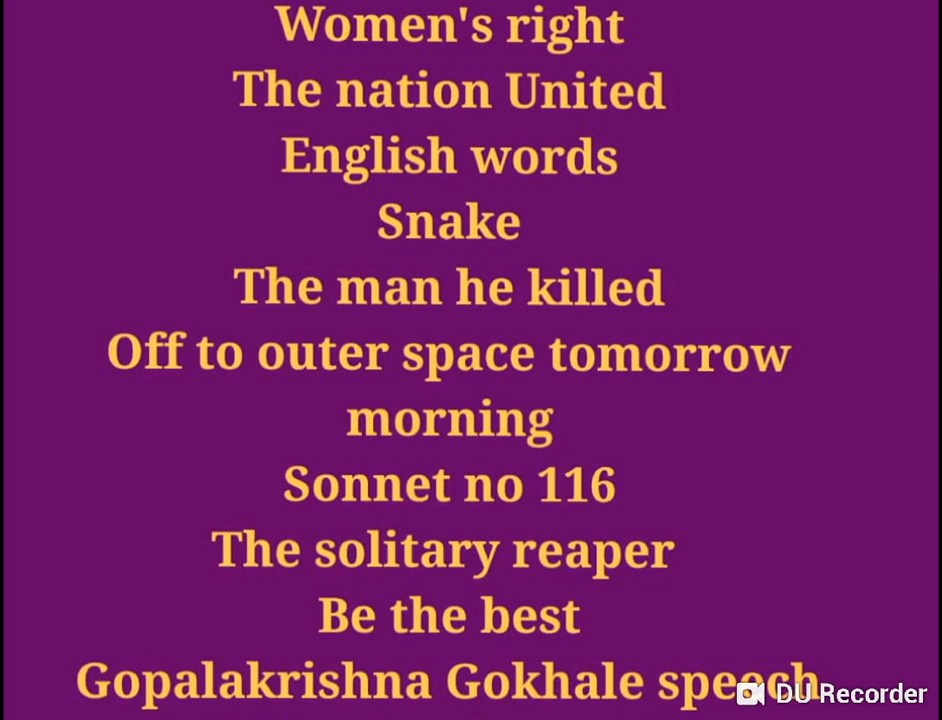 Women's right
The nation United
English words
Snake
The man he killed
Off to outer space tomorrow
morning
Sonnet no 116
The solitary reaper
Be the best
Gopalakrishna Gokhale speech
DU Recorder